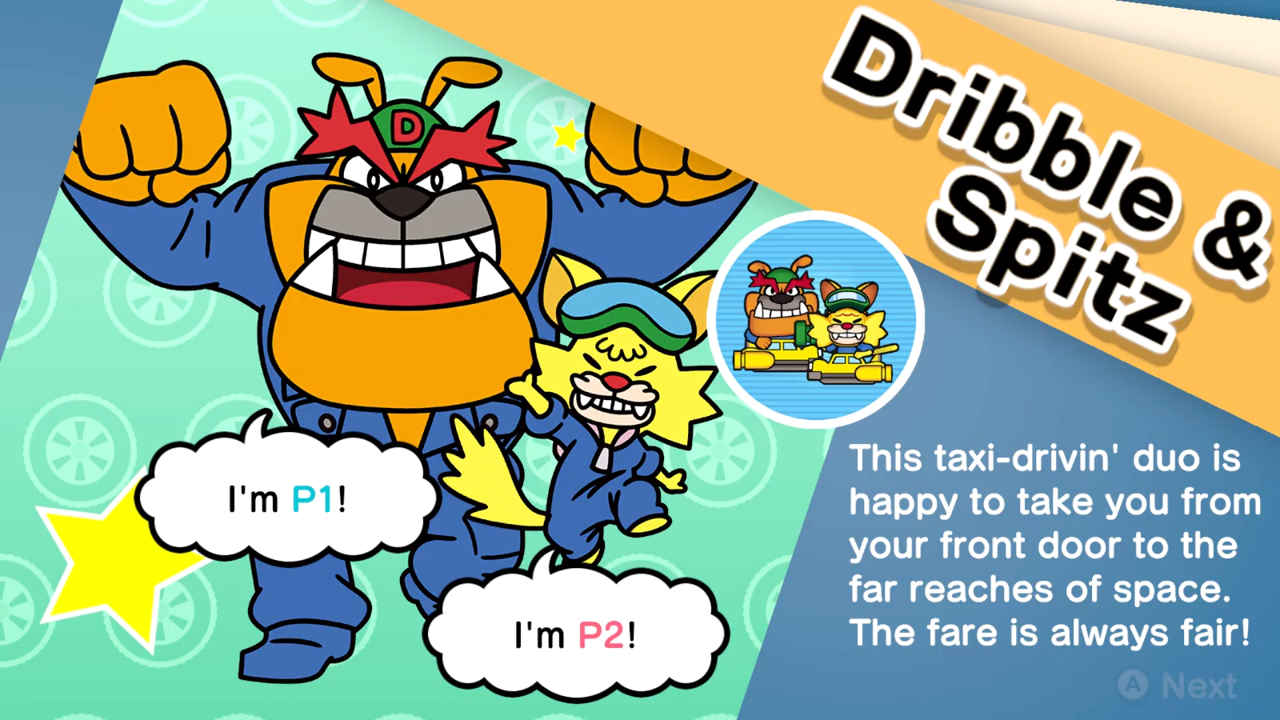 Dribble &
Spitz
D
I'm P1!
I'm P2!
This taxi-drivin' duo is
happy to take you from
your front door to the
far reaches of space.
The fare is always fair!
A Next